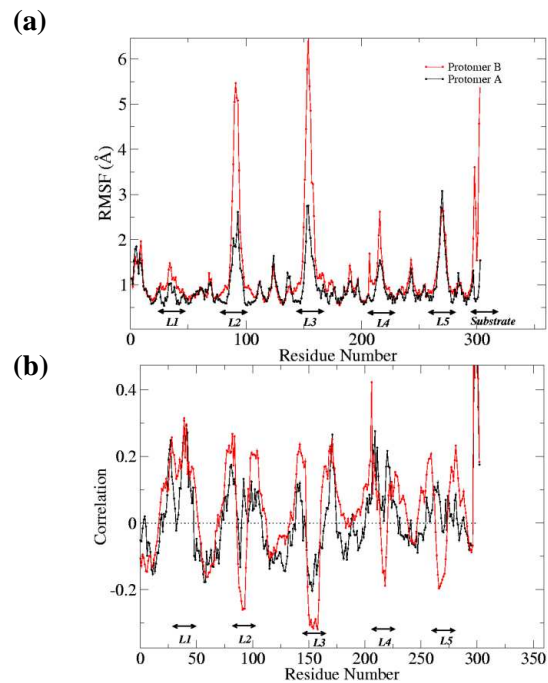 (a)
6
5
4
3
2
1
RMSF (Å)
Protomer B
Protomer A
L1
L2
L3
L4
L5
Substrate
0
100
200
300
Residue Number
(b)
0.4
0.2
0
-0.2
Correlation
L1
L2
L3
L4
L5
0
50
100
150
200
250
300
350
Residue Number